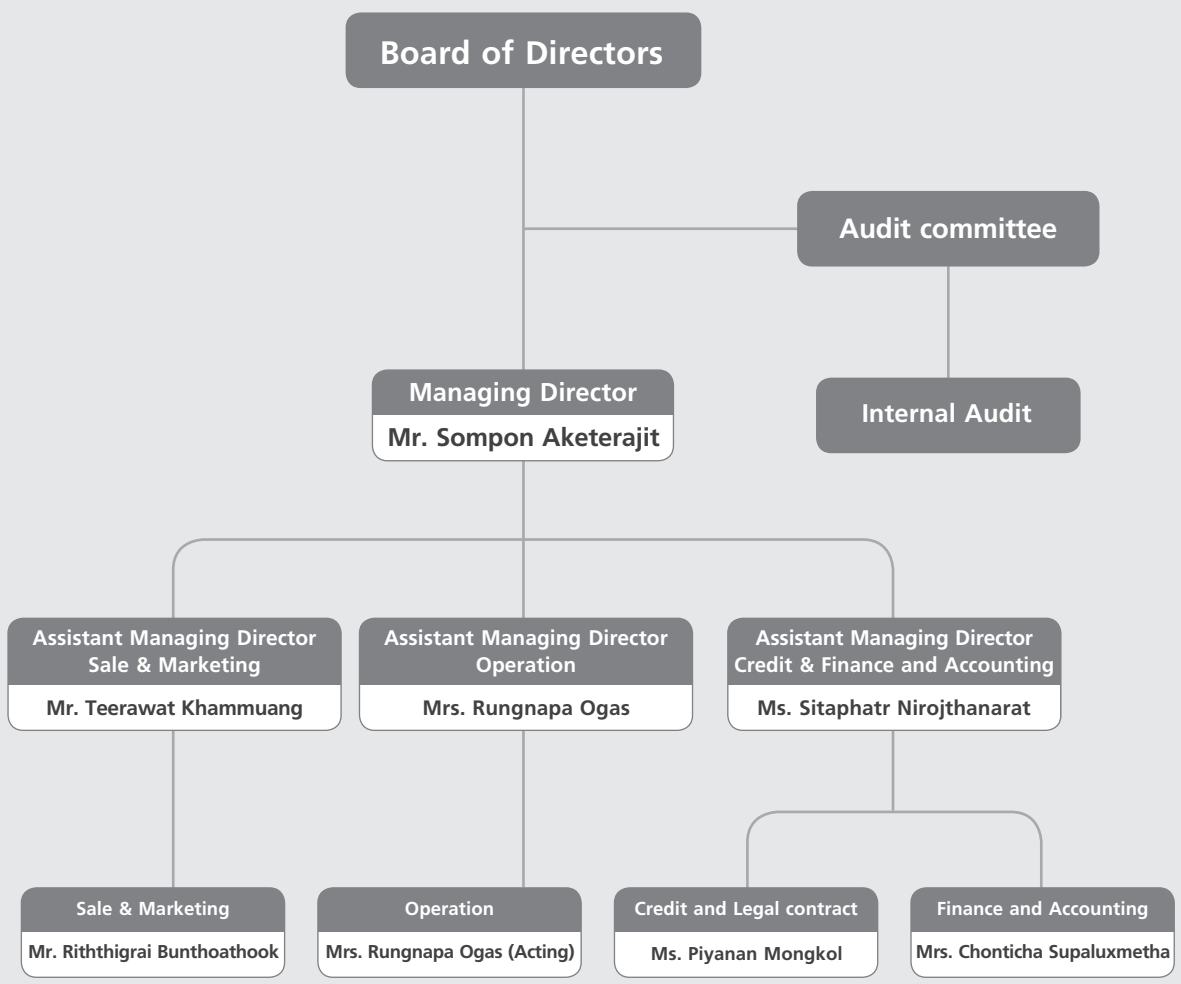 Board of Directors
Audit committee
Managing Director
Mr. Sompon Aketerajit
Internal Audit
Assistant Managing Director
Sale & Marketing
Mr. Teerawat Khammuang
Assistant Managing Director
Operation
Mrs. Rungnapa Ogas
Assistant Managing Director
Credit & Finance and Accounting
Ms. Sitaphatr Nirojthanarat
Sale & Marketing
Mr. Riththigrai Bunthoathook
Operation
Mrs. Rungnapa Ogas (Acting)
Credit and Legal contract
Ms. Piyanan Mongkol
Finance and Accounting
Mrs. Chonticha Supaluxmetha